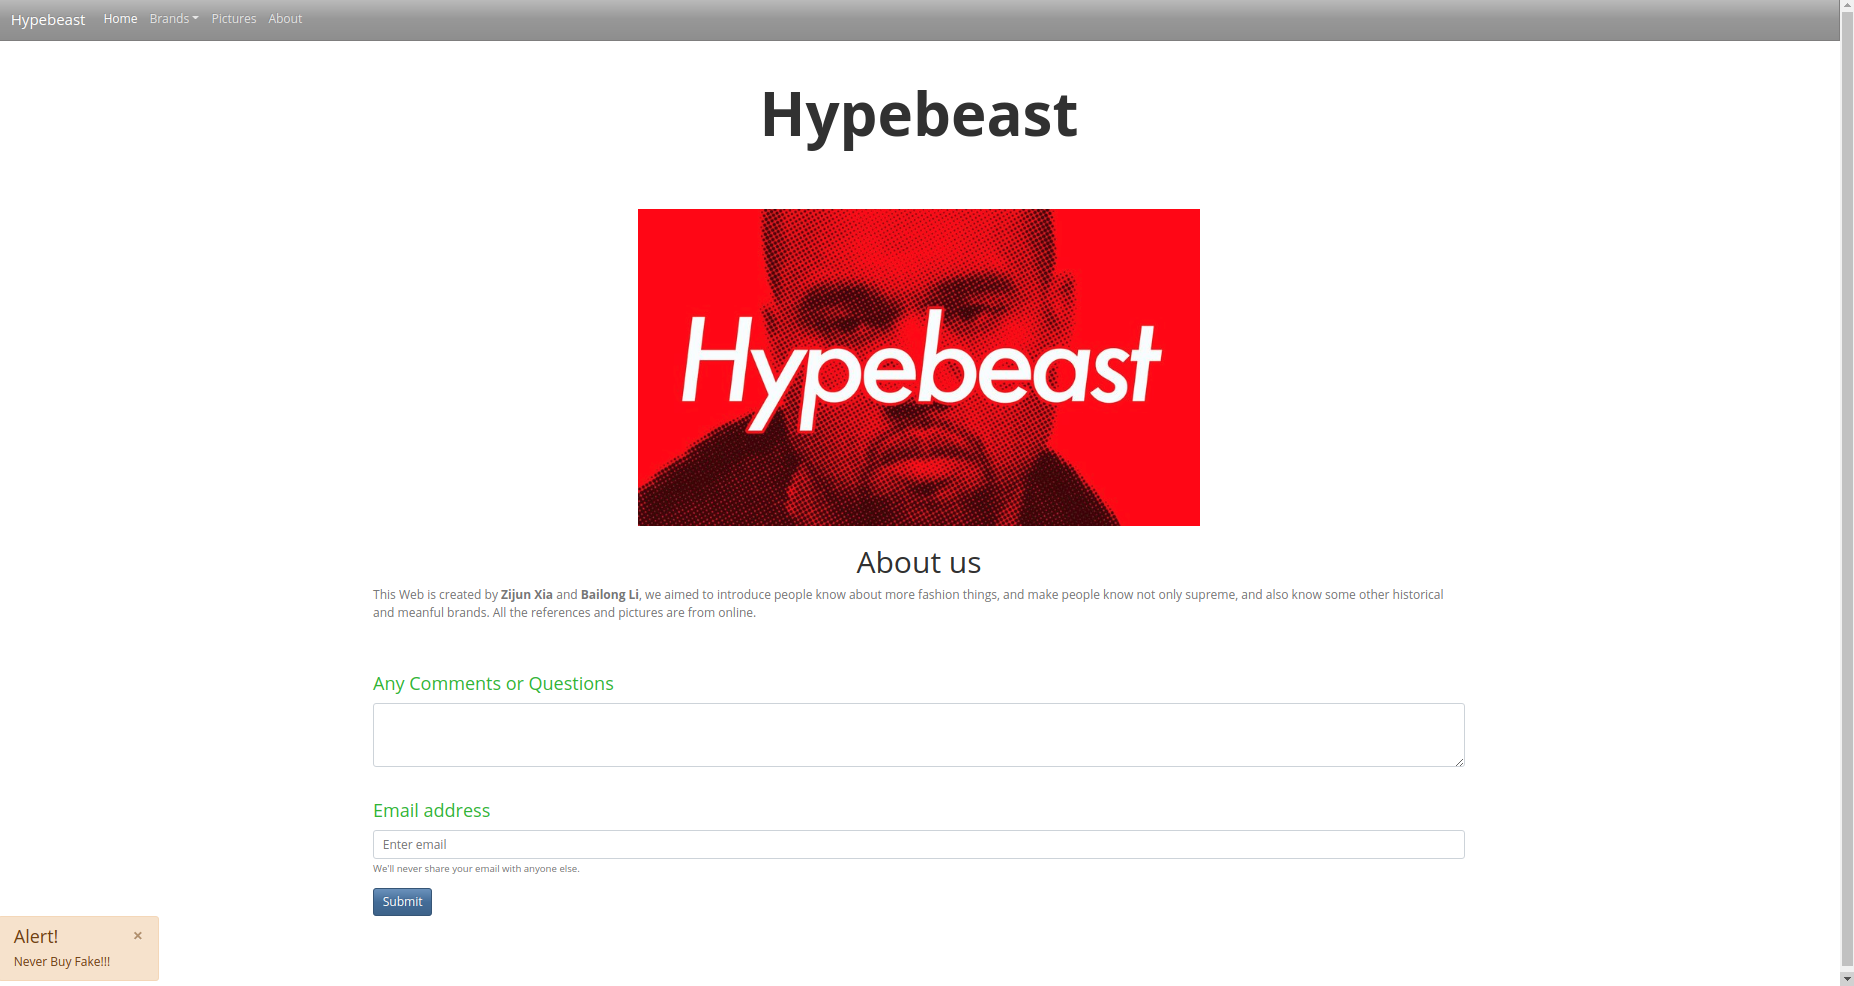 Hypebeast Home Brands Pictures About
Hypebeast
Hypebeast
About us
This Web is created by Zijun Xia and Bailong Li, we aimed to introduce people know about more fashion things, and make people know not only supreme, and also know some other historical
and meanful brands. All the references and pictures are from online.
Any Comments or Questions
Email address
Enter email
We'll never share your email with anyone else.
Submit
Alert! ×
Never Buy Fake!!!